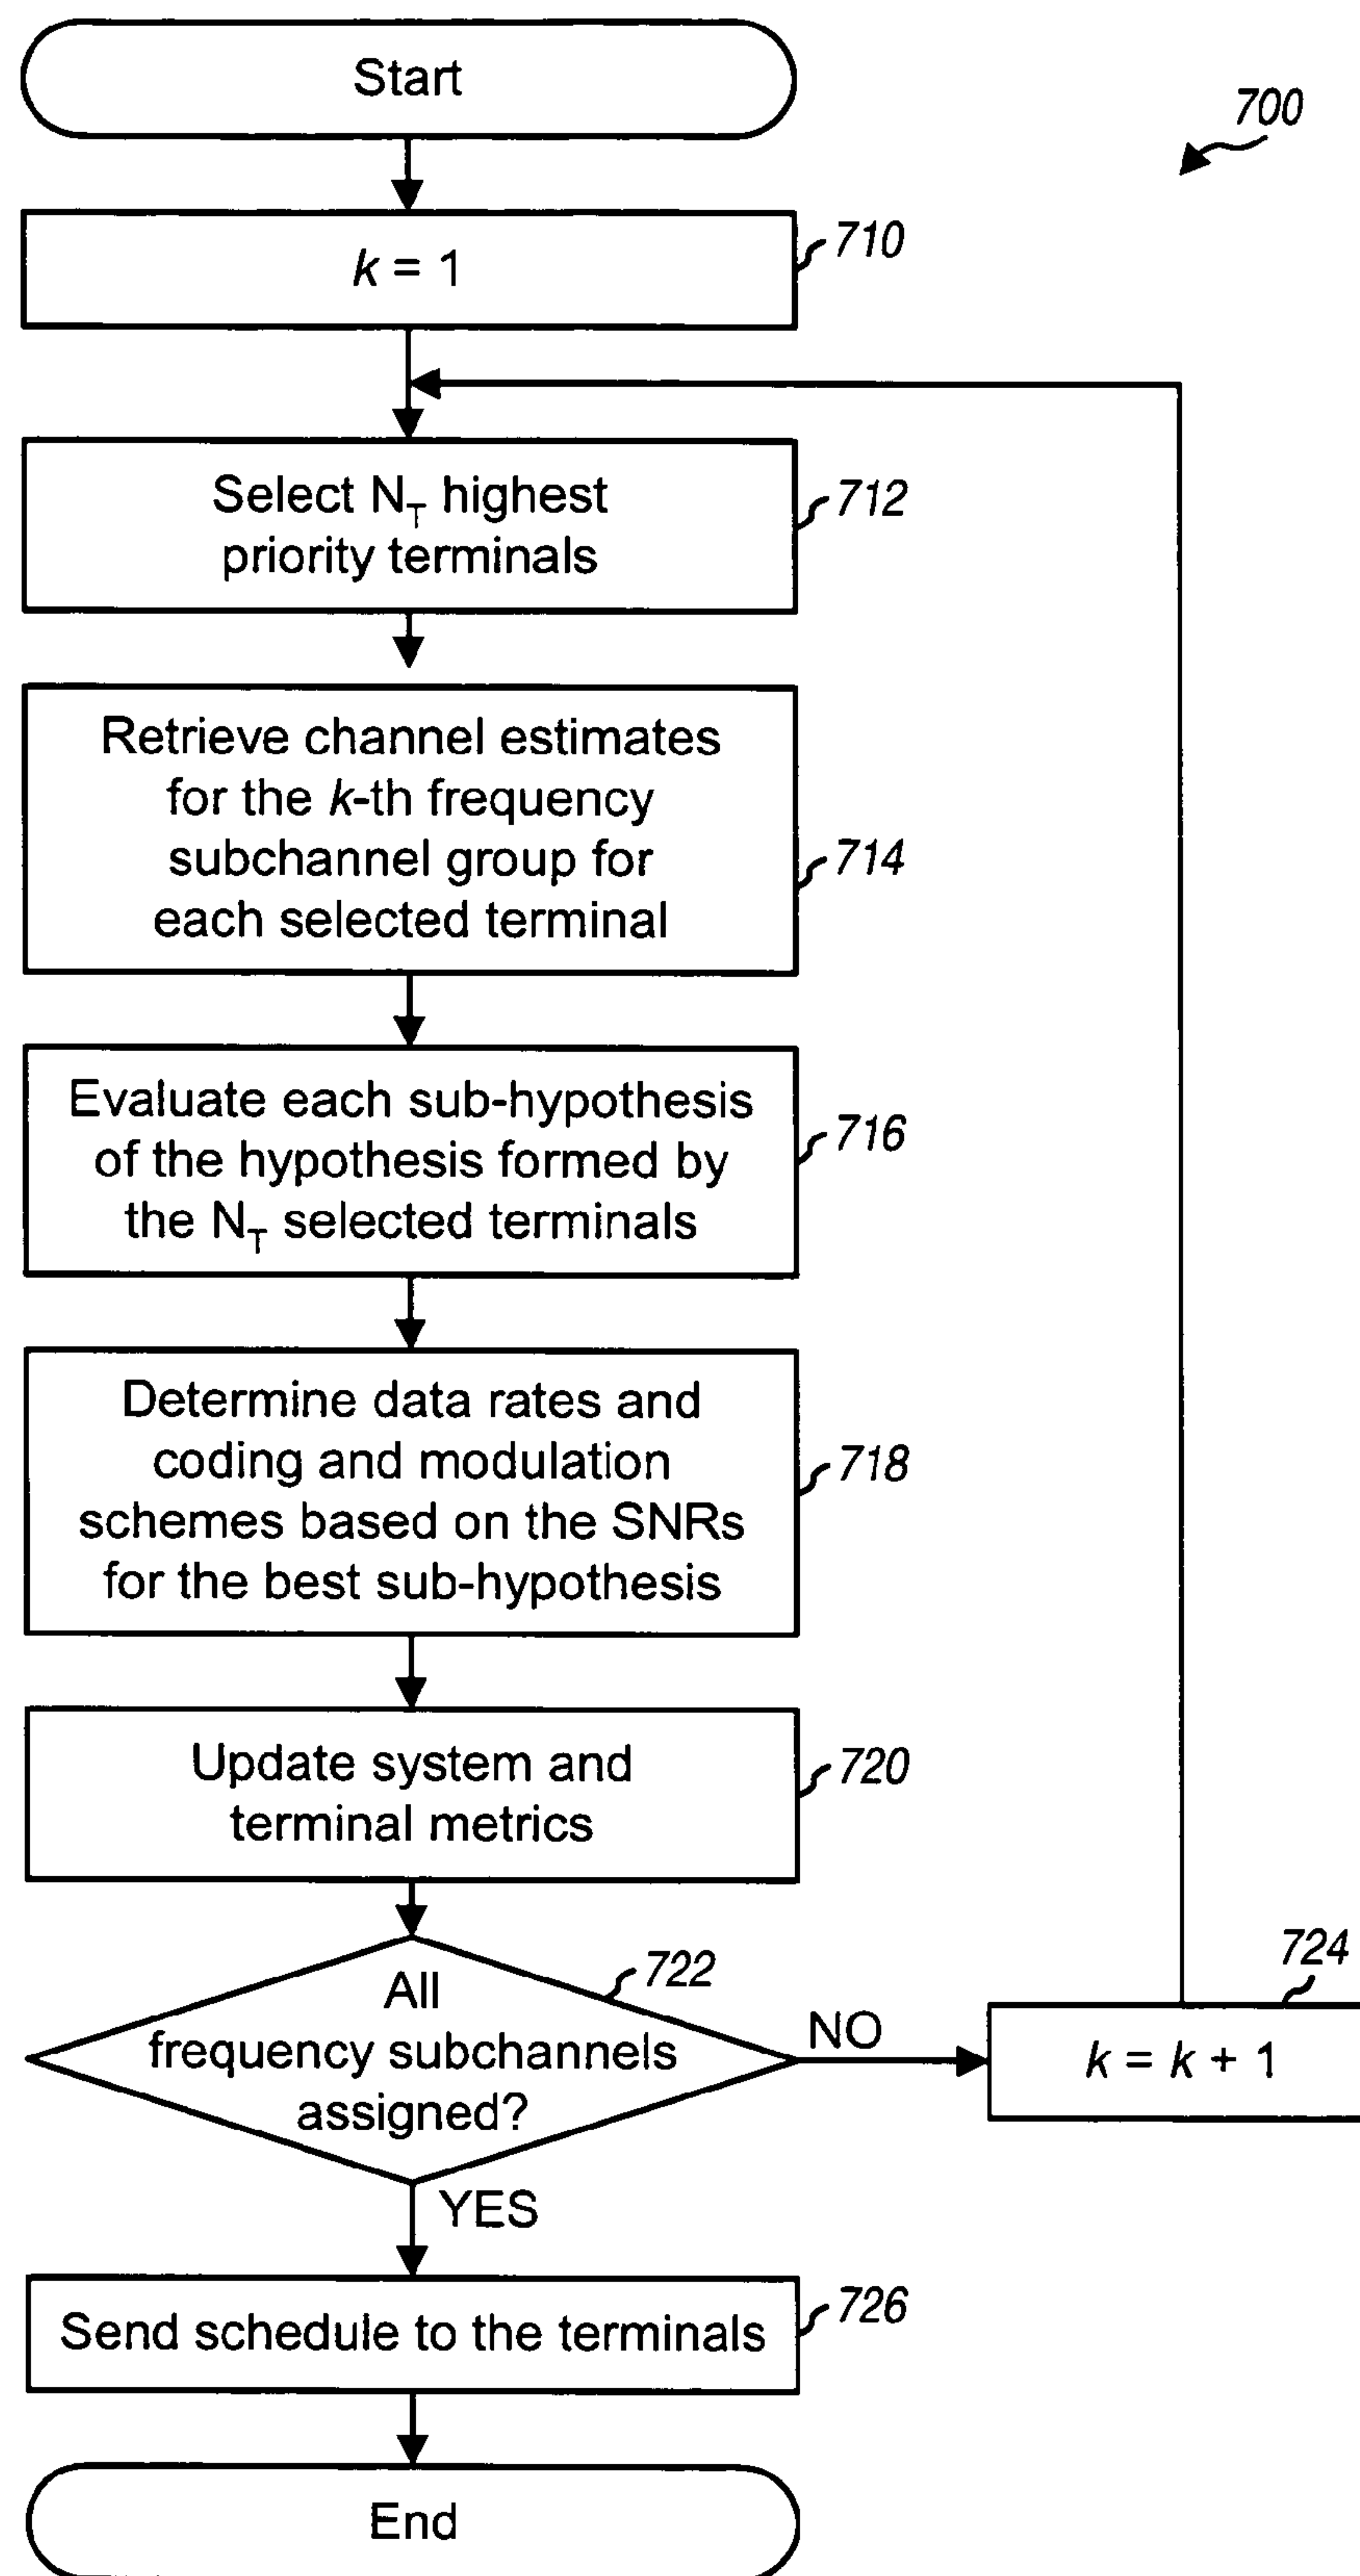 Start
700
k = 1
710
Select N_T highest
priority terminals
712
Retrieve channel estimates
for the k-th frequency
subchannel group for
each selected terminal
714
Evaluate each sub-hypothesis
of the hypothesis formed by
the N_T selected terminals
716
Determine data rates and
coding and modulation
schemes based on the SNRs
for the best sub-hypothesis
718
Update system and
terminal metrics
720
All
frequency subchannels
assigned?
722
NO
724
k = k + 1
YES
Send schedule to the terminals
726
End